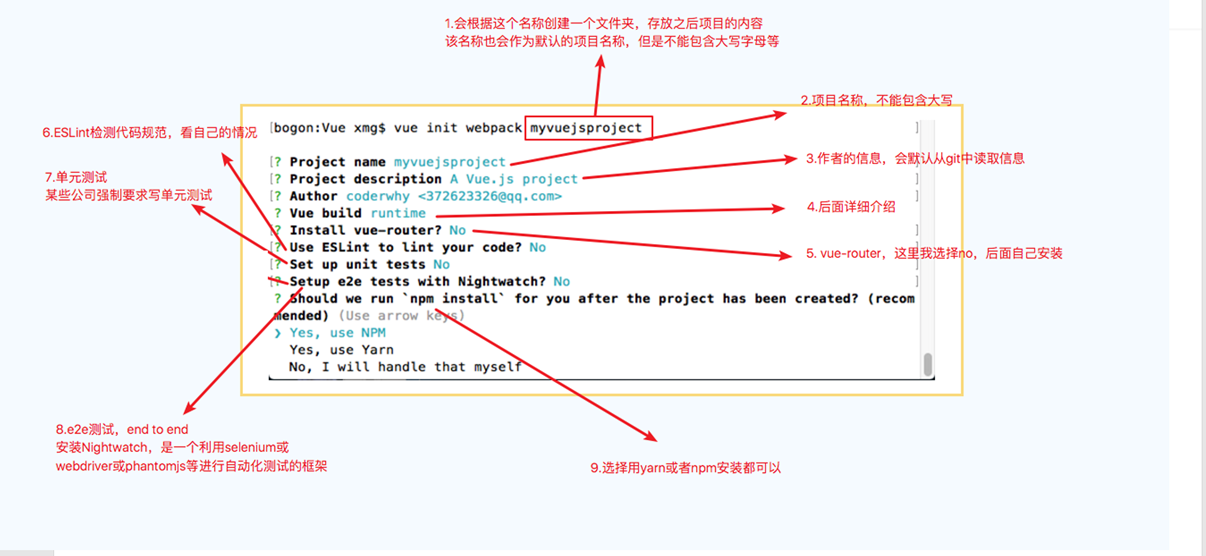 1.会根据这个名称创建一个文件夹，存放之后项目的内容
该名称也会作为默认的项目名称，但是不能包含大写字母等
2.项目名称，不能包含大写
6.ESLint检测代码规范，看自己的情况
[bogon:Vue xmg$ vue init webpack myvuejsproject ]
3.作者的信息，会默认从git中读取信息
7.单元测试
某些公司强制要求写单元测试
[? Project name myvuejsproject ]
[? Project description A Vue.js project ]
[? Author coderwhy <372623326@qq.com> ]
? Vue build runtime
4.后面详细介绍
[? Install vue-router? No ]
[? Use ESLint to lint your code? No ]
5. vue-router，这里我选择no，后面自己安装
[? Set up unit tests No ]
[? Setup e2e tests with Nightwatch? No ]
? Should we run `npm install` for you after the project has been created? (recom
mended) (Use arrow keys)
❯ Yes, use NPM
Yes, use Yarn
No, I will handle that myself
8.e2e测试，end to end
安装Nightwatch，是一个利用selenium或
webdriver或phantomjs等进行自动化测试的框架
9.选择用yarn或者npm安装都可以